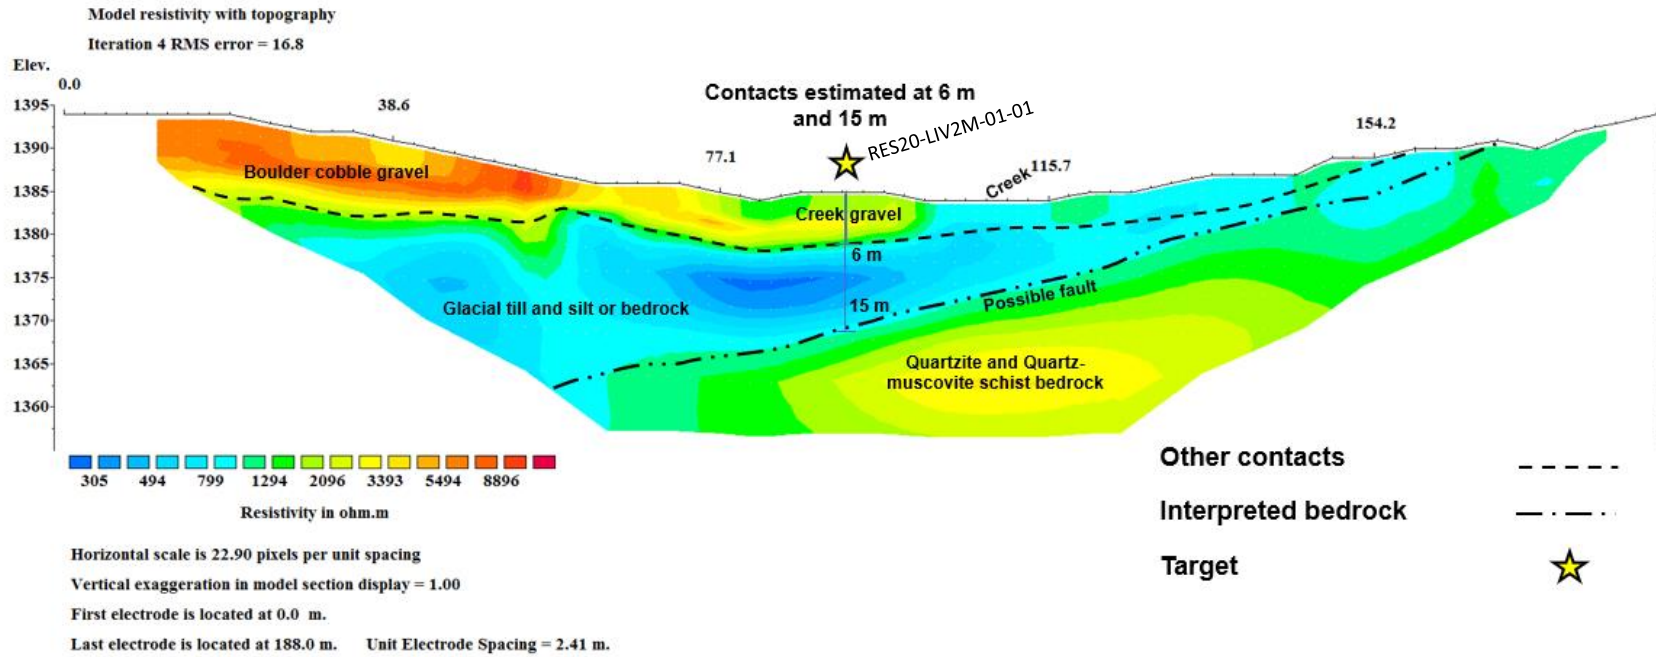 Model resistivity with topography
Iteration 4 RMS error = 16.8
Elev.
0.0
38.6
77.1
115.7
154.2
1395
1390
1385
1380
1375
1370
1365
1360
Contacts estimated at 6 m
and 15 m
RES20-LIV2M-01-01
Creek
Boulder cobble gravel
Creek gravel
6 m
15 m
Glacial till and silt or bedrock
Possible fault
Quartzite and Quartz-
muscovite schist bedrock
305 494 799 1294 2096 3393 5494 8896
Resistivity in ohm.m
Horizontal scale is 22.90 pixels per unit spacing
Vertical exaggeration in model section display = 1.00
First electrode is located at 0.0 m.
Last electrode is located at 188.0 m. Unit Electrode Spacing = 2.41 m.
Other contacts
Interpreted bedrock
Target